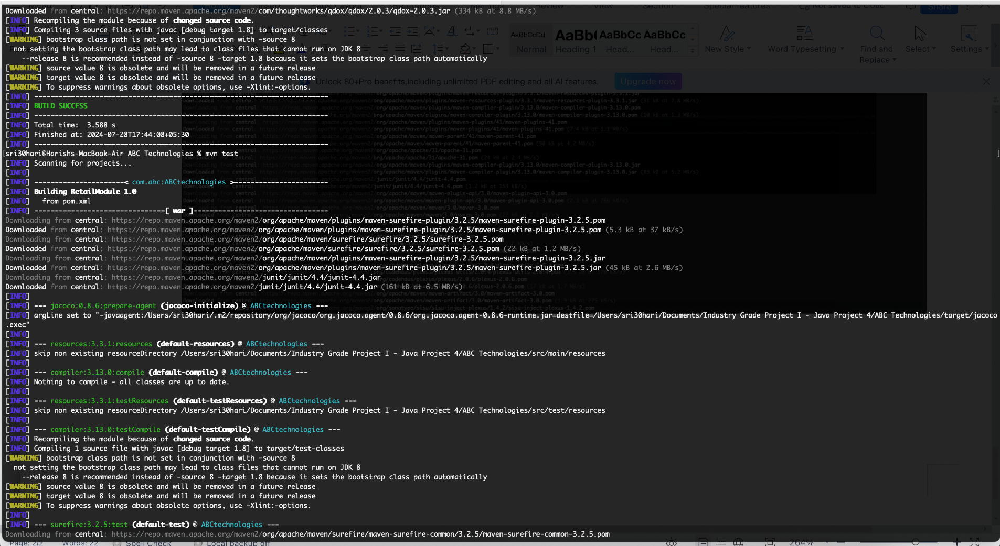 Downloaded from central: https://repo.maven.apache.org/maven2/com/thoughtworks/qdox/qdox/2.0.3/qdox-2.0.3.jar (334 kB at 8.8 MB/s)
[INFO] Recompiling the module because of changed source code.
[INFO] Compiling 3 source files with javac [debug target 1.8] to target/classes
[WARNING] bootstrap class path is not set in conjunction with -source 8
not setting the bootstrap class path may lead to class files that cannot run on JDK 8
--release 8 is recommended instead of -source 8 -target 1.8 because it sets the bootstrap class path automatically
[WARNING] source value 8 is obsolete and will be removed in a future release
[WARNING] target value 8 is obsolete and will be removed in a future release
[WARNING] To suppress warnings about obsolete options, use -Xlint:-options.
[INFO] ------------------------------------------------------------------------
[INFO] BUILD SUCCESS
[INFO] ------------------------------------------------------------------------
[INFO] Total time:  3.588 s
[INFO] Finished at: 2024-07-28T17:44:08+05:30
[INFO] ------------------------------------------------------------------------
[sri30hari@Harishs-MacBook-Air ABC Technologies % mvn test ]
[INFO] Scanning for projects...
[INFO]
[INFO] ----------------------< com.abc:ABCtechnologies >-----------------------
[INFO] Building RetailModule 1.0
[INFO]   from pom.xml
[INFO] --------------------------------[ war ]---------------------------------
Downloading from central: https://repo.maven.apache.org/maven2/org/apache/maven/plugins/maven-surefire-plugin/3.2.5/maven-surefire-plugin-3.2.5.pom
Downloaded from central: https://repo.maven.apache.org/maven2/org/apache/maven/plugins/maven-surefire-plugin/3.2.5/maven-surefire-plugin-3.2.5.pom (5.3 kB at 37 kB/s)
Downloading from central: https://repo.maven.apache.org/maven2/org/apache/maven/surefire/surefire/3.2.5/surefire-3.2.5.pom
Downloaded from central: https://repo.maven.apache.org/maven2/org/apache/maven/surefire/surefire/3.2.5/surefire-3.2.5.pom (22 kB at 1.2 MB/s)
Downloading from central: https://repo.maven.apache.org/maven2/org/apache/maven/plugins/maven-surefire-plugin/3.2.5/maven-surefire-plugin-3.2.5.jar
Downloaded from central: https://repo.maven.apache.org/maven2/org/apache/maven/plugins/maven-surefire-plugin/3.2.5/maven-surefire-plugin-3.2.5.jar (45 kB at 2.6 MB/s)
Downloading from central: https://repo.maven.apache.org/maven2/junit/junit/4.4/junit-4.4.jar
Downloaded from central: https://repo.maven.apache.org/maven2/junit/junit/4.4/junit-4.4.jar (161 kB at 6.5 MB/s)
[INFO]
[INFO] --- jacoco:0.8.6:prepare-agent (jacoco-initialize) @ ABCtechnologies ---
[INFO] argLine set to "-javaagent:/Users/sri30hari/.m2/repository/org/jacoco/org.jacoco.agent/0.8.6/org.jacoco.agent-0.8.6-runtime.jar=destfile=/Users/sri30hari/Documents/Industry Grade Project I - Java Project 4/ABC Technologies/target/jacoco
.exec"
[INFO]
[INFO] --- resources:3.3.1:resources (default-resources) @ ABCtechnologies ---
[INFO] skip non existing resourceDirectory /Users/sri30hari/Documents/Industry Grade Project I - Java Project 4/ABC Technologies/src/main/resources
[INFO]
[INFO] --- compiler:3.13.0:compile (default-compile) @ ABCtechnologies ---
[INFO] Nothing to compile - all classes are up to date.
[INFO]
[INFO] --- resources:3.3.1:testResources (default-testResources) @ ABCtechnologies ---
[INFO] skip non existing resourceDirectory /Users/sri30hari/Documents/Industry Grade Project I - Java Project 4/ABC Technologies/src/test/resources
[INFO]
[INFO] --- compiler:3.13.0:testCompile (default-testCompile) @ ABCtechnologies ---
[INFO] Recompiling the module because of changed source code.
[INFO] Compiling 1 source file with javac [debug target 1.8] to target/test-classes
[WARNING] bootstrap class path is not set in conjunction with -source 8
not setting the bootstrap class path may lead to class files that cannot run on JDK 8
--release 8 is recommended instead of -source 8 -target 1.8 because it sets the bootstrap class path automatically
[WARNING] source value 8 is obsolete and will be removed in a future release
[WARNING] target value 8 is obsolete and will be removed in a future release
[WARNING] To suppress warnings about obsolete options, use -Xlint:-options.
[INFO]
[INFO] --- surefire:3.2.5:test (default-test) @ ABCtechnologies ---
Downloading from central: https://repo.maven.apache.org/maven2/org/apache/maven/surefire/maven-surefire-common/3.2.5/maven-surefire-common-3.2.5.pom
Share
AaBbCcDd AaBb( AaBbCc AaBbCc
Normal Heading 1 Head... Head... New Style Word Typesetting Find and Replace Select Settings
Unlock 80+Pro benefits,including unlimited PDF editing and all AI features. Upgrade now
Page: 2/2 Words: 22 Spell Check Local backup off 264%